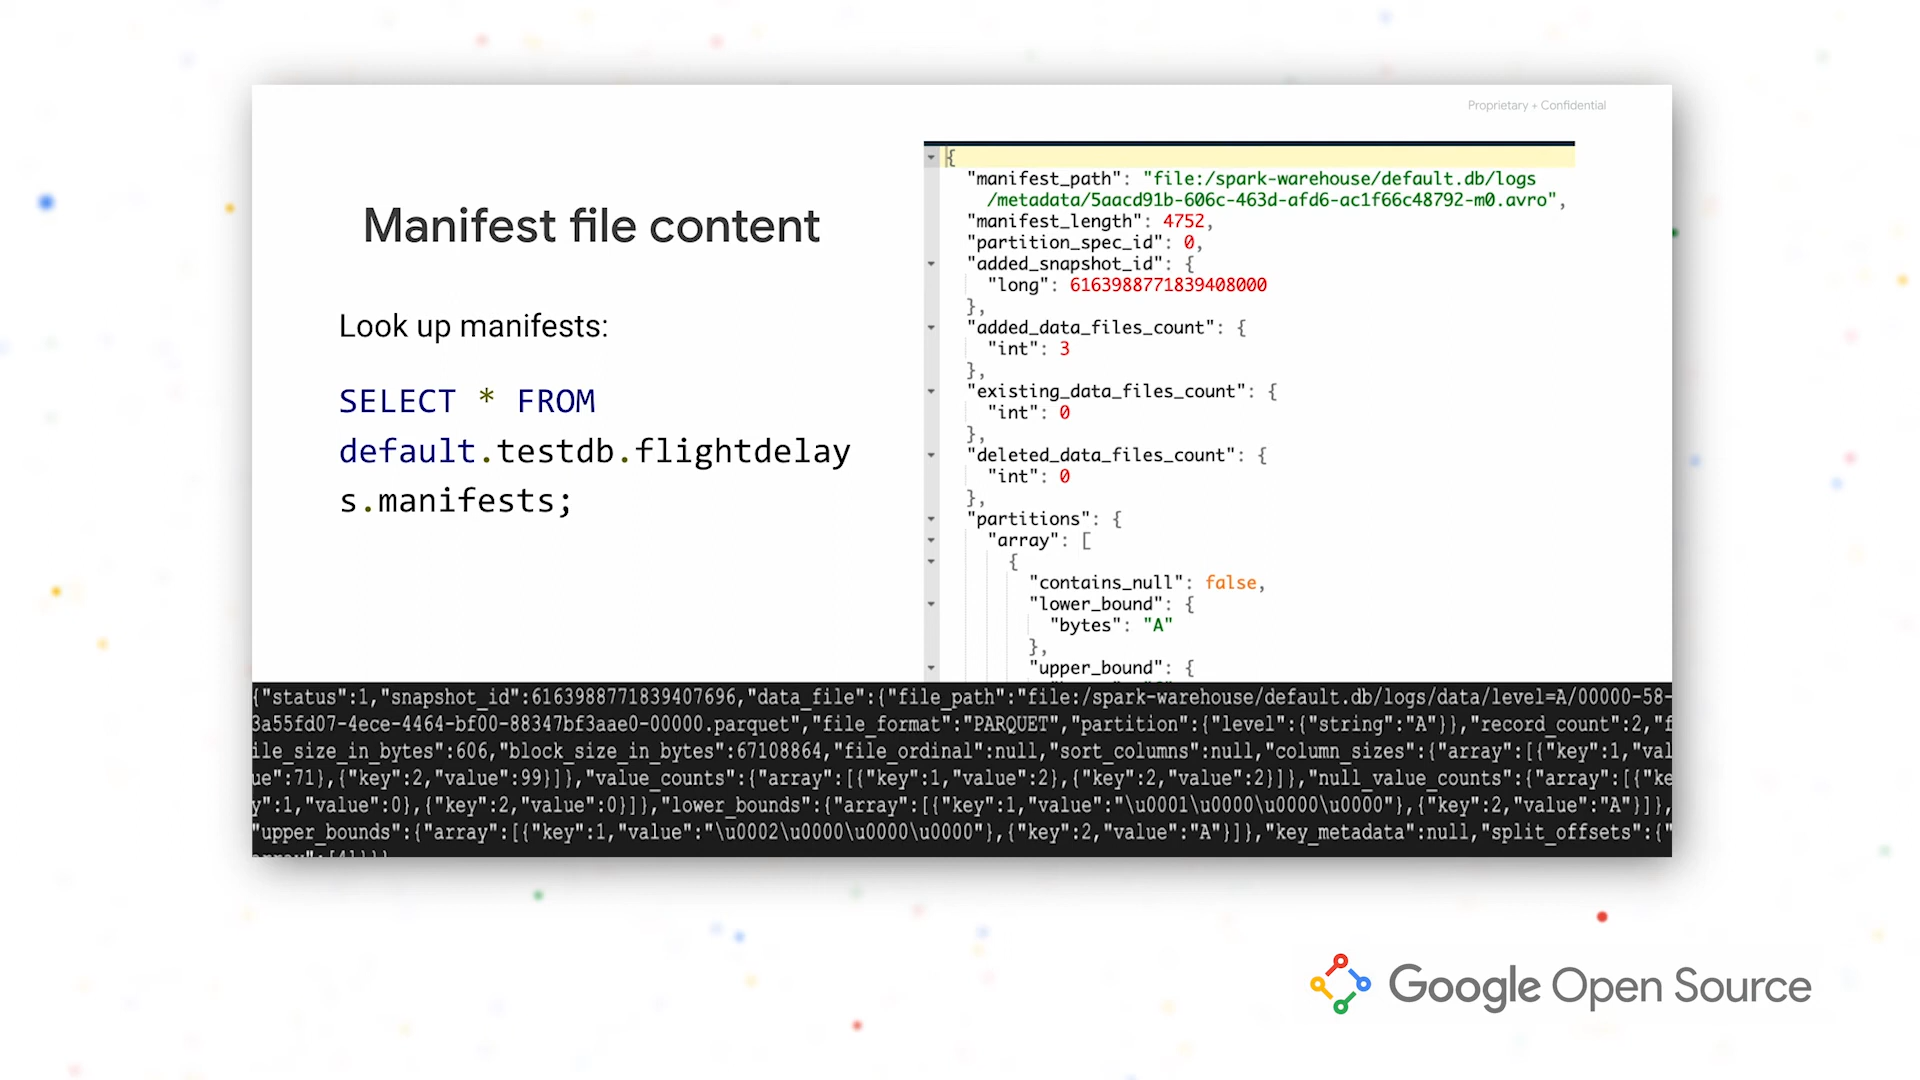 Proprietary + Confidential
Manifest file content
Look up manifests:
SELECT * FROM
default.testdb.flightdelay
s.manifests;
{
"manifest_path": "file:/spark-warehouse/default.db/logs
/metadata/5aacd91b-606c-463d-afd6-ac1f66c48792-m0.avro",
"manifest_length": 4752,
"partition_spec_id": 0,
"added_snapshot_id": {
"long": 6163988771839408000
},
"added_data_files_count": {
"int": 3
},
"existing_data_files_count": {
"int": 0
},
"deleted_data_files_count": {
"int": 0
},
"partitions": {
"array": [
{
"contains_null": false,
"lower_bound": {
"bytes": "A"
},
"upper_bound": {
{"status":1,"snapshot_id":6163988771839407696,"data_file":{"file_path":"file:/spark-warehouse/default.db/logs/data/level=A/00000-58-
3a55fd07-4ece-4464-bf00-88347bf3aae0-00000.parquet","file_format":"PARQUET","partition":{"level":{"string":"A"}},"record_count":2,"f
ile_size_in_bytes":606,"block_size_in_bytes":67108864,"file_ordinal":null,"sort_columns":null,"column_sizes":{"array":[{"key":1,"val
ue":71},{"key":2,"value":99}]},"value_counts":{"array":[{"key":1,"value":2},{"key":2,"value":2}]},"null_value_counts":{"array":[{"ke
y":1,"value":0},{"key":2,"value":0}]},"lower_bounds":{"array":[{"key":1,"value":"\u0001\u0000\u0000\u0000"},{"key":2,"value":"A"}]},
"upper_bounds":{"array":[{"key":1,"value":"\u0002\u0000\u0000\u0000"},{"key":2,"value":"A"}]},"key_metadata":null,"split_offsets":{"
array":[4]}}}
Google Open Source